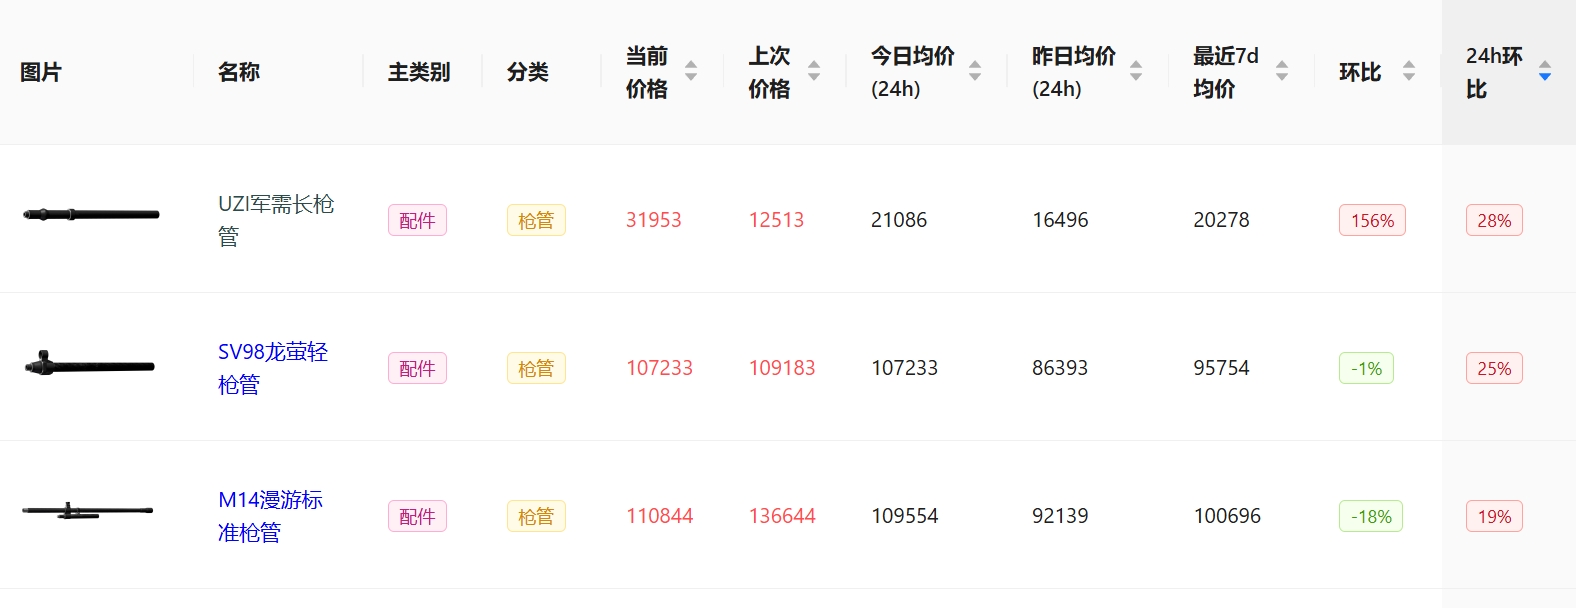 图片 名称 主类别 分类 当前价格 上次价格 今日均价(24h) 昨日均价(24h) 最近7d均价 环比 24h环比
UZI军需长枪管 配件 枪管 31953 12513 21086 16496 20278 156% 28%
SV98龙萤轻枪管 配件 枪管 107233 109183 107233 86393 95754 -1% 25%
M14漫游标准枪管 配件 枪管 110844 136644 109554 92139 100696 -18% 19%